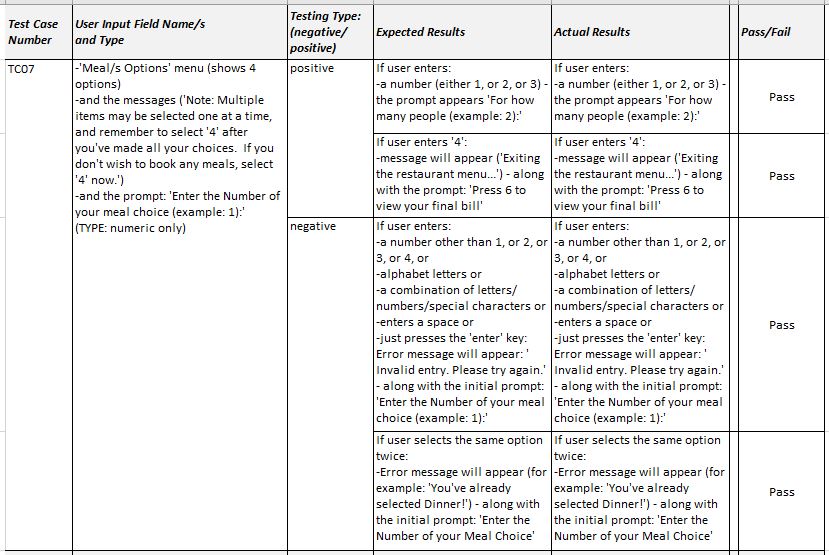 Test Case
Number
User Input Field Name/s
and Type
Testing Type:
(negative/
positive)
Expected Results
Actual Results
Pass/Fail
TC07
-'Meal/s Options' menu (shows 4
options)
-and the messages ('Note: Multiple
items may be selected one at a time,
and remember to select '4' after
you've made all your choices.  If you
don't wish to book any meals, select
'4' now.')
-and the prompt: 'Enter the Number of
your meal choice (example: 1):'
(TYPE: numeric only)
positive
If user enters:
-a number (either 1, or 2, or 3) -
the prompt appears 'For how
many people (example: 2):'
If user enters:
-a number (either 1, or 2, or 3) -
the prompt appears 'For how
many people (example: 2):'
Pass
If user enters '4':
-message will appear ('Exiting
the restaurant menu...') - along
with the prompt: 'Press 6 to
view your final bill'
If user enters '4':
-message will appear ('Exiting
the restaurant menu...') - along
with the prompt: 'Press 6 to
view your final bill'
Pass
negative
If user enters:
-a number other than 1, or 2, or
3, or 4, or
-alphabet letters or
-a combination of letters/
numbers/special characters or
-enters a space or
-just presses the 'enter' key:
Error message will appear: '
Invalid entry. Please try again.'
- along with the initial prompt:
'Enter the Number of your meal
choice (example: 1):'
If user enters:
-a number other than 1, or 2, or
3, or 4, or
-alphabet letters or
-a combination of letters/
numbers/special characters or
-enters a space or
-just presses the 'enter' key:
Error message will appear: '
Invalid entry. Please try again.'
- along with the initial prompt:
'Enter the Number of your meal
choice (example: 1):'
Pass
If user selects the same option
twice:
-Error message will appear (for
example: 'You've already
selected Dinner!') - along with
the initial prompt: 'Enter the
Number of your Meal Choice'
If user selects the same option
twice:
-Error message will appear (for
example: 'You've already
selected Dinner!') - along with
the initial prompt: 'Enter the
Number of your Meal Choice'
Pass